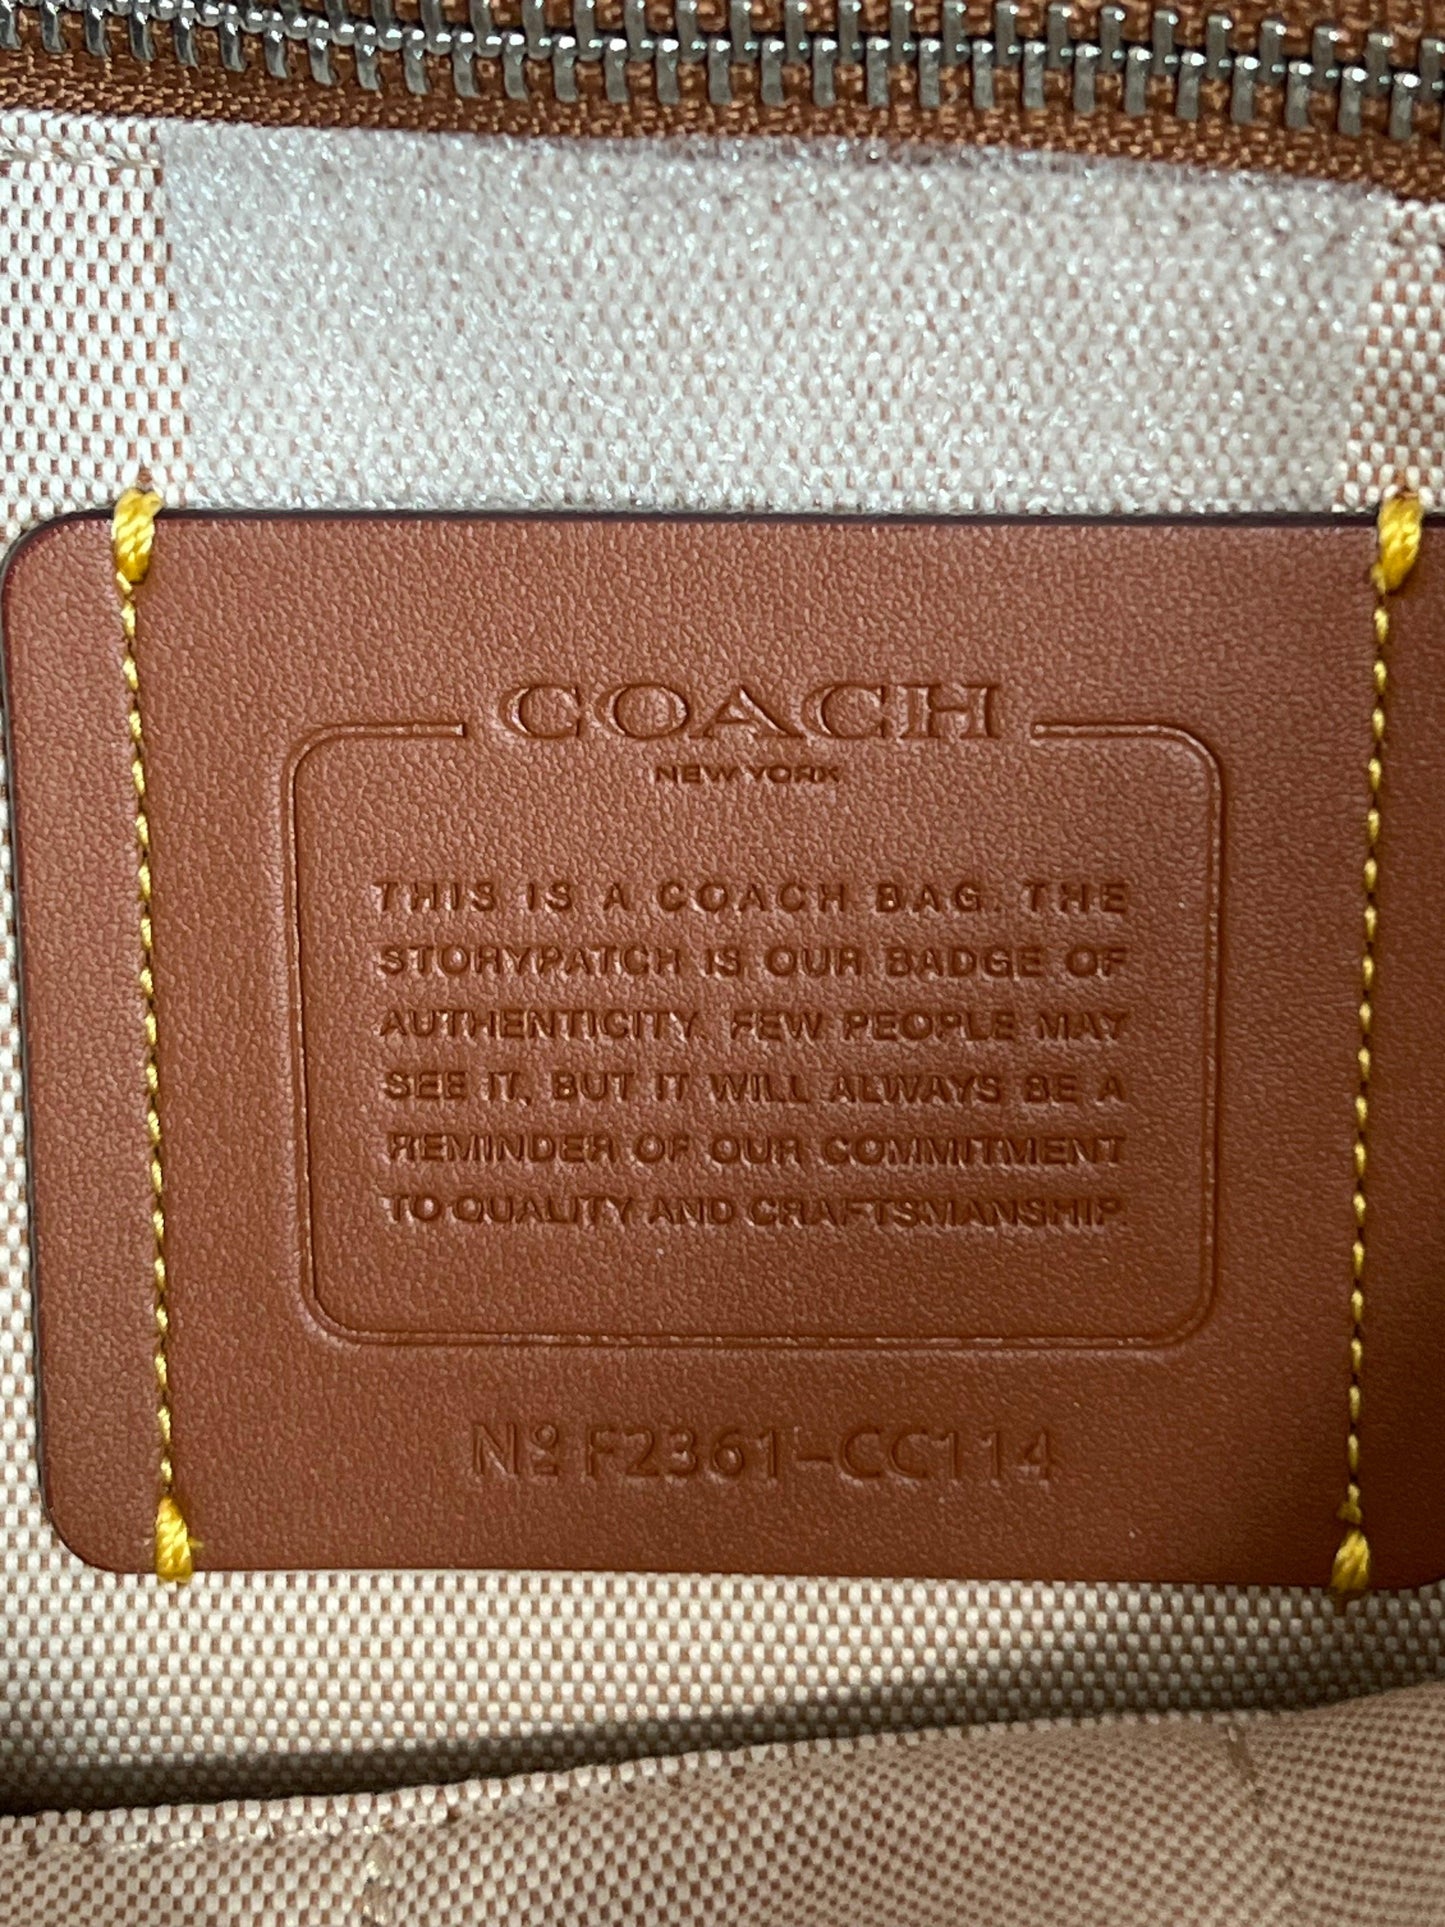 COACH
NEW YORK
THIS IS A COACH BAG. THE
STORYPATCH IS OUR BADGE OF
AUTHENTICITY. FEW PEOPLE MAY
SEE IT, BUT IT WILL ALWAYS BE A
REMINDER OF OUR COMMITMENT
TO QUALITY AND CRAFTSMANSHIP.
Nº F2361-CC114